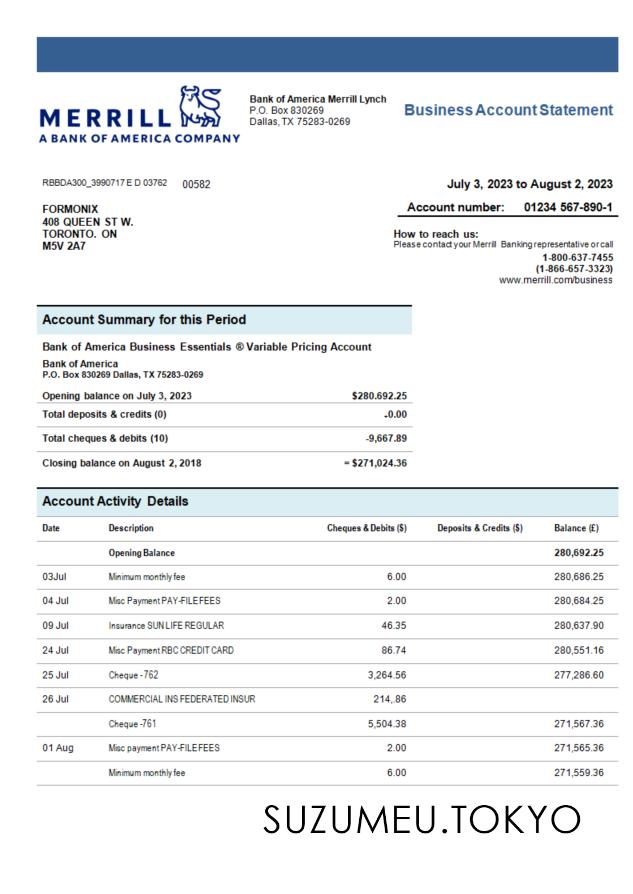 MERRILL
A BANK OF AMERICA COMPANY
Bank of America Merrill Lynch
P.O. Box 830269
Dallas, TX 75283-0269
Business Account Statement
RBBDA300_3990717 E D 03762 00582
July 3, 2023 to August 2, 2023
FORMONIX
408 QUEEN ST W.
TORONTO. ON
M5V 2A7
Account number: 01234 567-890-1
How to reach us:
Please contact your Merrill Banking representative or call
1-800-637-7455
(1-866-657-3323)
www.merrill.com/business
Account Summary for this Period
Bank of America Business Essentials ® Variable Pricing Account
Bank of America
P.O. Box 830269 Dallas, TX 75283-0269
Opening balance on July 3, 2023 $280.692.25
Total deposits & credits (0) -0.00
Total cheques & debits (10) -9,667.89
Closing balance on August 2, 2018 = $271,024.36
Account Activity Details
Date Description Cheques & Debits ($) Deposits & Credits ($) Balance (£)
Opening Balance 280,692.25
03Jul Minimum monthly fee 6.00 280,686.25
04 Jul Misc Payment PAY-FILE FEES 2.00 280,684.25
09 Jul Insurance SUN LIFE REGULAR 46.35 280,637.90
24 Jul Misc Payment RBC CREDIT CARD 86.74 280,551.16
25 Jul Cheque -762 3,264.56 277,286.60
26 Jul COMMERCIAL INS FEDERATED INSUR 214,.86
Cheque -761 5,504.38 271,567.36
01 Aug Misc payment PAY-FILE FEES 2.00 271,565.36
Minimum monthly fee 6.00 271,559.36
SUZUMEU.TOKYO